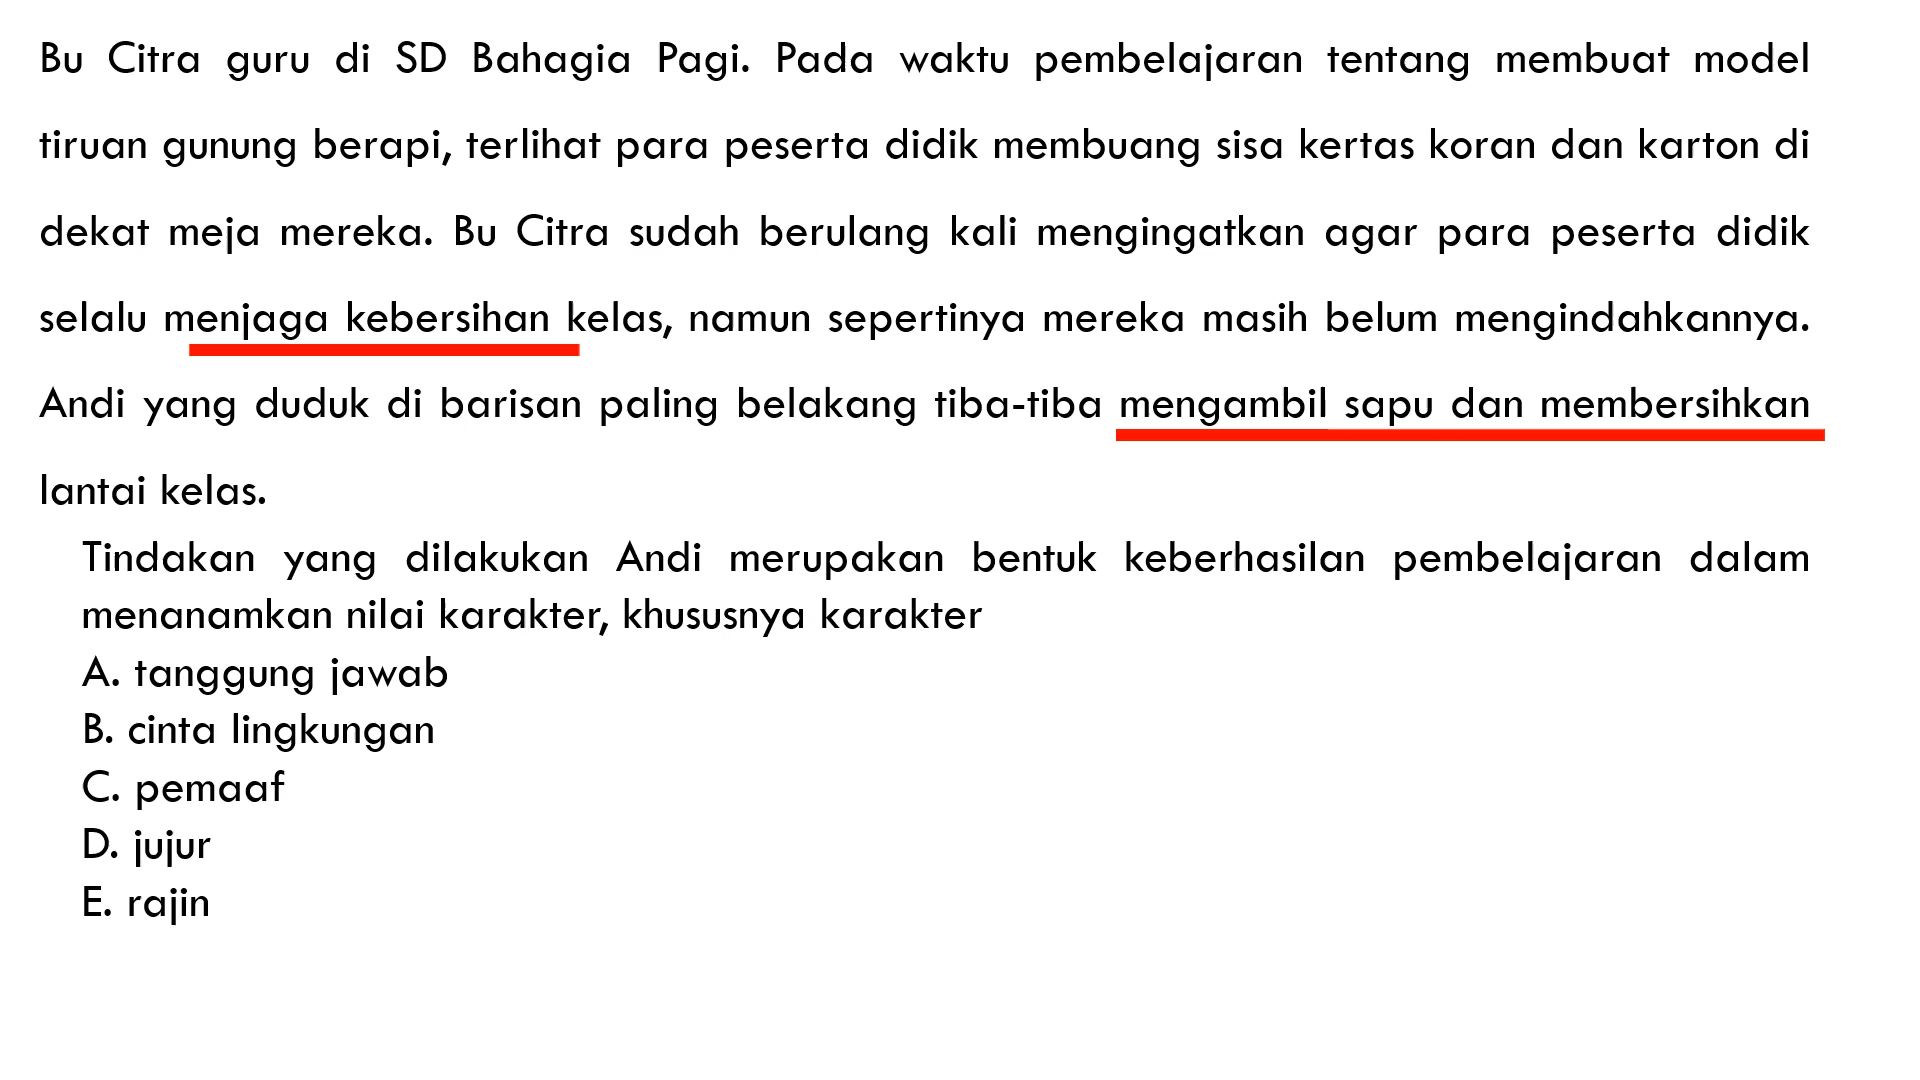 Bu Citra guru di SD Bahagia Pagi. Pada waktu pembelajaran tentang membuat model
tiruan gunung berapi, terlihat para peserta didik membuang sisa kertas koran dan karton di
dekat meja mereka. Bu Citra sudah berulang kali mengingatkan agar para peserta didik
selalu menjaga kebersihan kelas, namun sepertinya mereka masih belum mengindahkannya.
Andi yang duduk di barisan paling belakang tiba-tiba mengambil sapu dan membersihkan
lantai kelas.
Tindakan yang dilakukan Andi merupakan bentuk keberhasilan pembelajaran dalam
menanamkan nilai karakter, khususnya karakter
A. tanggung jawab
B. cinta lingkungan
C. pemaaf
D. jujur
E. rajin